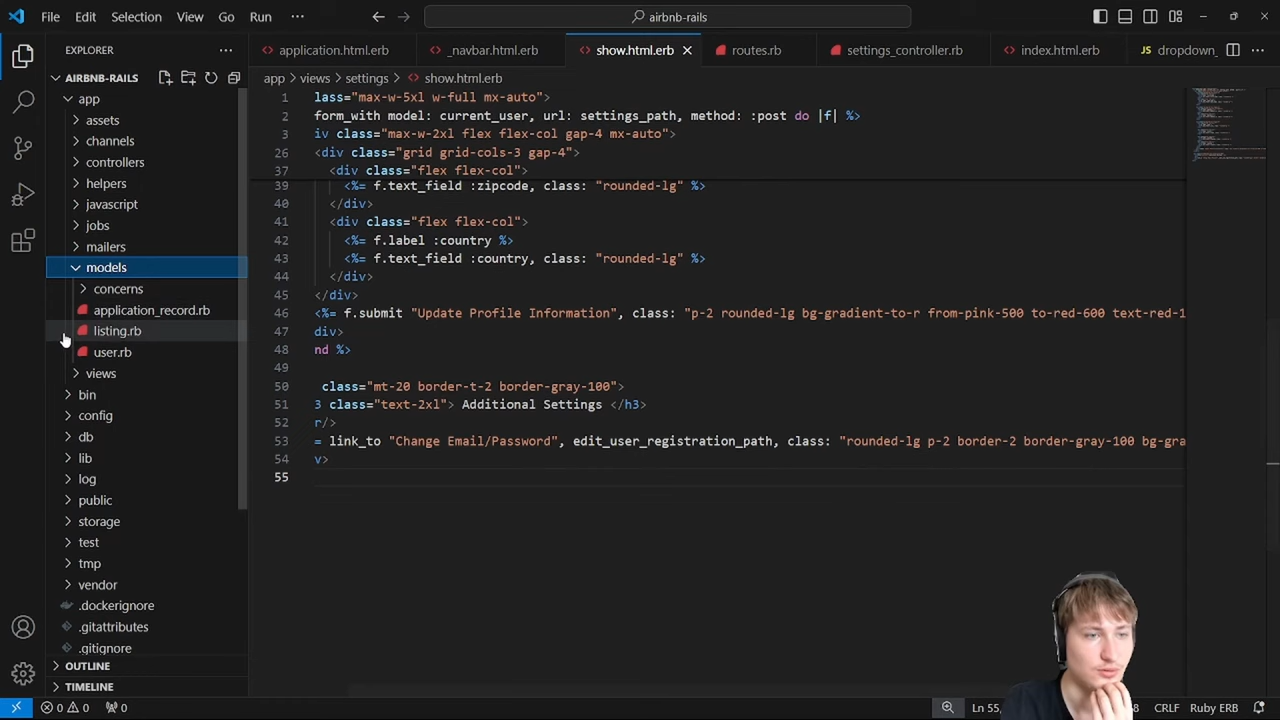 File Edit Selection View Go Run ··· airbnb-rails
EXPLORER
application.html.erb _navbar.html.erb show.html.erb routes.rb settings_controller.rb index.html.erb dropdown_
AIRBNB-RAILS
app > views > settings > show.html.erb
app
assets
channels
controllers
helpers
javascript
jobs
mailers
models
concerns
application_record.rb
listing.rb
user.rb
views
bin
config
db
lib
log
public
storage
test
tmp
vendor
.dockerignore
.gitattributes
.gitignore
OUTLINE
TIMELINE
1 lass="max-w-5xl w-full mx-auto">
2 form_with model: current_user, url: settings_path, method: :post do |f| %>
3 iv class="max-w-2xl flex flex-col gap-4 mx-auto">
26 <div class="grid grid-cols-3 gap-4">
37 <div class="flex flex-col">
39 <%= f.text_field :zipcode, class: "rounded-lg" %>
40 </div>
41 <div class="flex flex-col">
42 <%= f.label :country %>
43 <%= f.text_field :country, class: "rounded-lg" %>
44 </div>
45 </div>
46 <%= f.submit "Update Profile Information", class: "p-2 rounded-lg bg-gradient-to-r from-pink-500 to-red-600 text-red-1
47 div>
48 nd %>
49
50 class="mt-20 border-t-2 border-gray-100">
51 3 class="text-2xl"> Additional Settings </h3>
52 r/>
53 = link_to "Change Email/Password", edit_user_registration_path, class: "rounded-lg p-2 border-2 border-gray-100 bg-gra
54 v>
55
0 0 0 Ln 55, 8 CRLF Ruby ERB